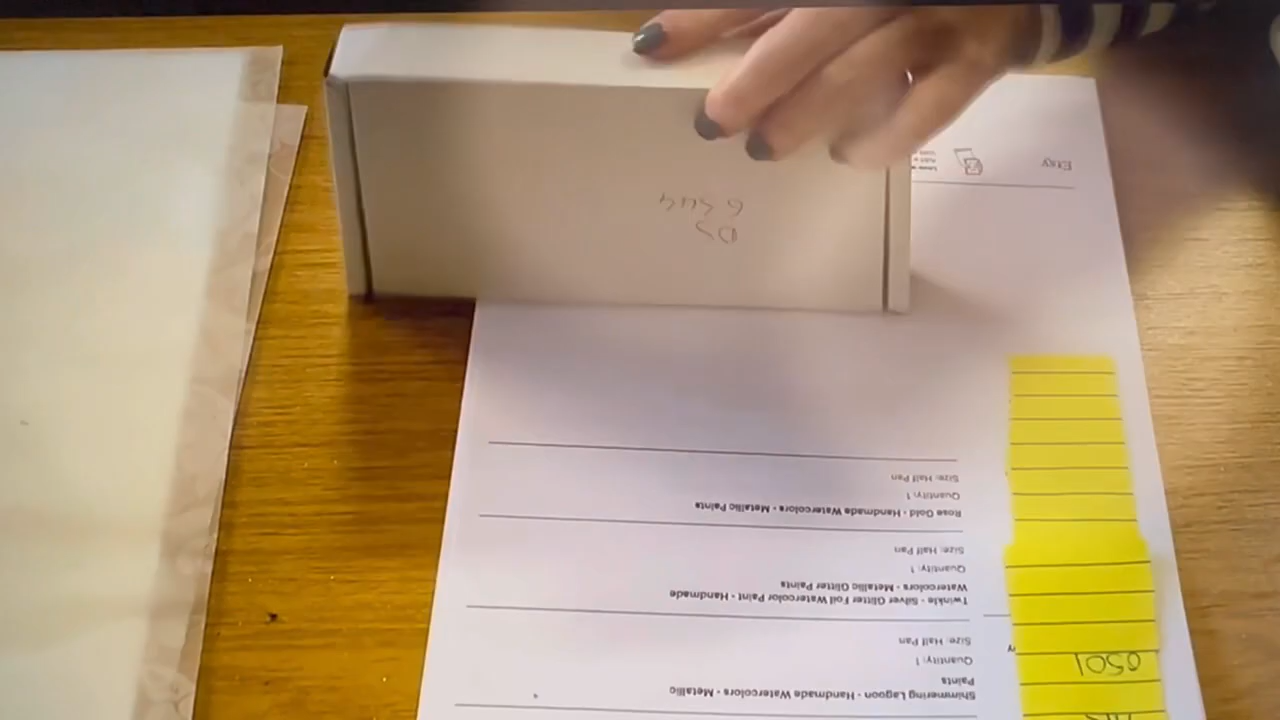 Shimmering Lagoon - Handmade Watercolors - Metallic
Paints
Quantity: 1
Size: Half Pan
Twinkle - Silver Glitter Foil Watercolor Paint - Handmade
Watercolors - Metallic Glitter Paints
Quantity: 1
Size: Half Pan
Rose Gold - Handmade Watercolors - Metallic Paints
Quantity: 1
Size: Half Pan
DS
Etsy